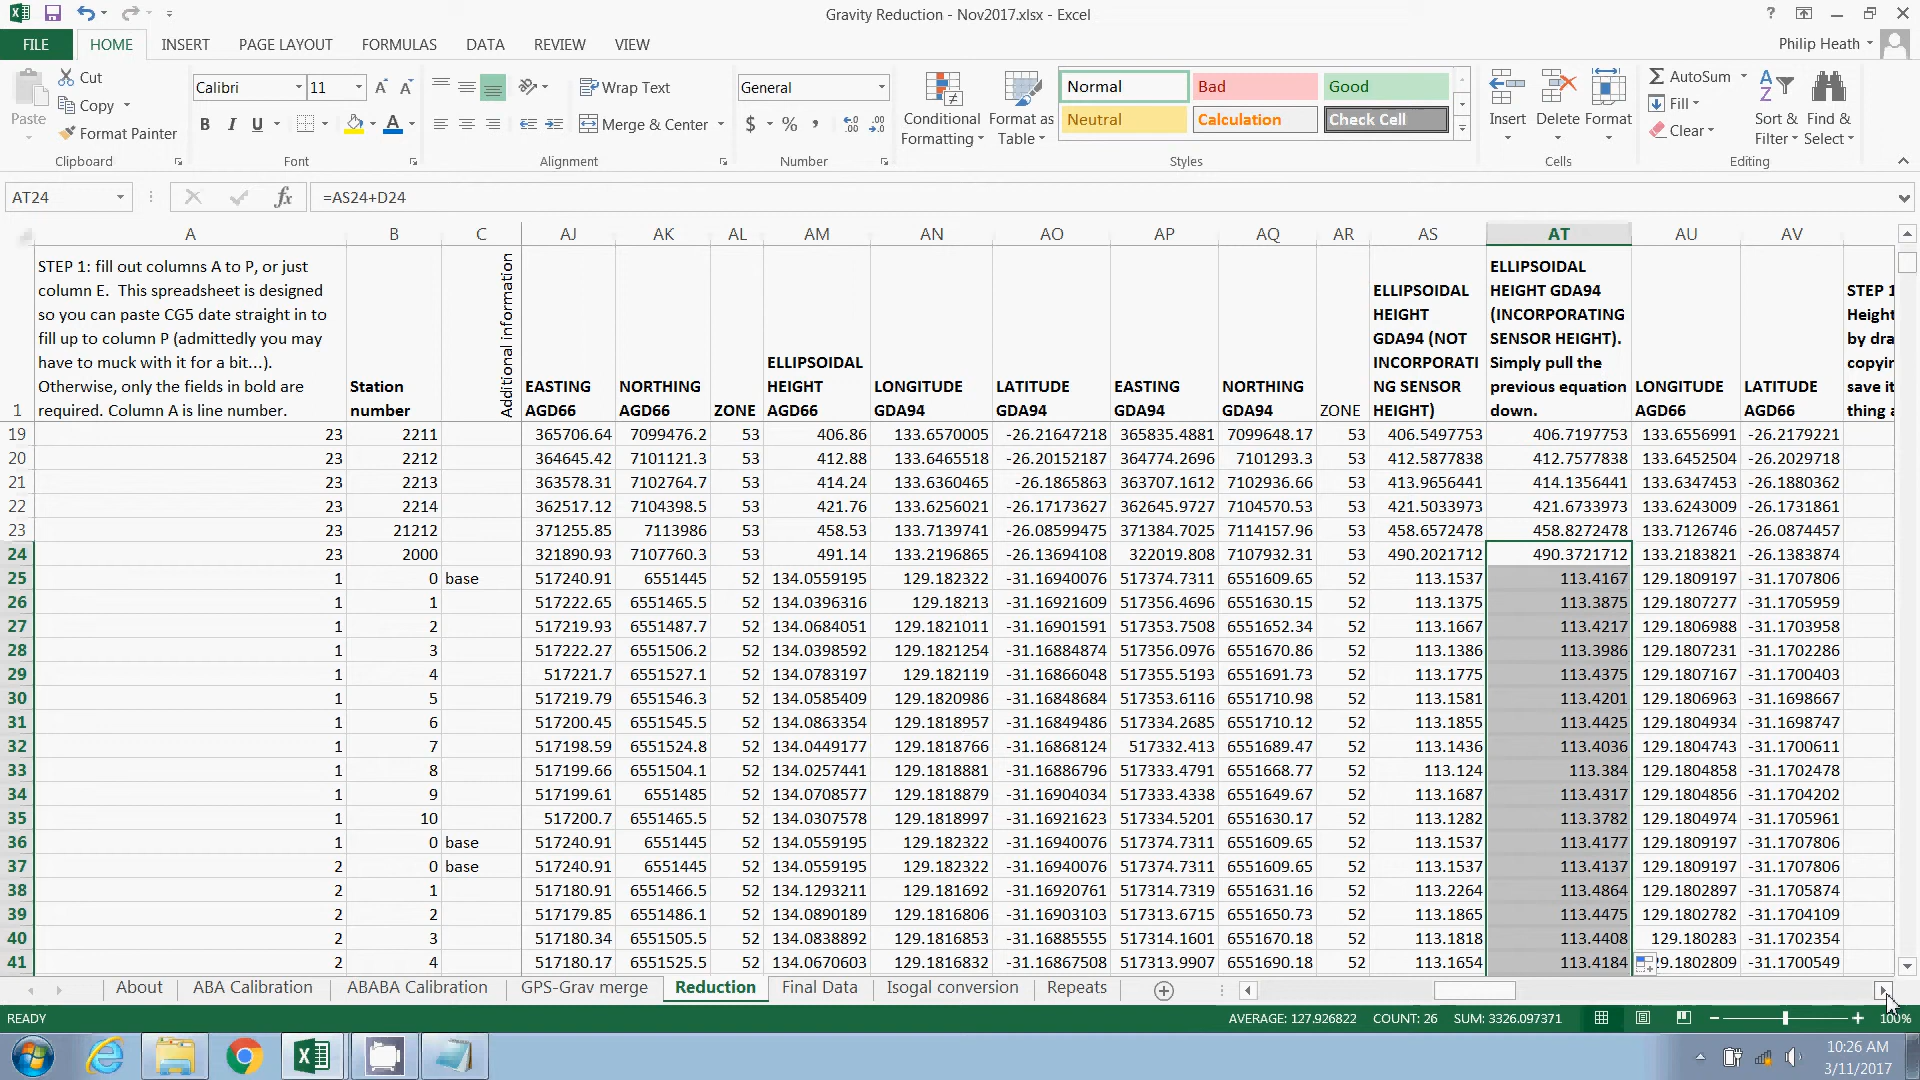 Gravity Reduction - Nov2017.xlsx - Excel
FILE HOME INSERT PAGE LAYOUT FORMULAS DATA REVIEW VIEW Philip Heath
Paste
Cut
Copy
Format Painter
Clipboard
Calibri 11
B I U A
Font
Wrap Text
Merge & Center
Alignment
General
$ % ,
Number
Conditional Formatting
Format as Table
Normal Bad Good
Neutral Calculation Check Cell
Styles
Insert Delete Format
Cells
AutoSum
Fill
Clear
Sort & Filter
Find & Select
Editing
AT24 fx =AS24+D24
A B C AJ AK AL AM AN AO AP AQ AR AS AT AU AV
1
STEP 1: fill out columns A to P, or just
column E. This spreadsheet is designed
so you can paste CG5 date straight in to
fill up to column P (admittedly you may
have to muck with it for a bit...).
Otherwise, only the fields in bold are
required. Column A is line number.
Station
number
Additional information
EASTING
AGD66
NORTHING
AGD66
ZONE
ELLIPSOIDAL
HEIGHT
AGD66
LONGITUDE
GDA94
LATITUDE
GDA94
EASTING
GDA94
NORTHING
GDA94
ZONE
ELLIPSOIDAL
HEIGHT
GDA94 (NOT
INCORPORATI
NG SENSOR
HEIGHT)
ELLIPSOIDAL
HEIGHT GDA94
(INCORPORATING
SENSOR HEIGHT).
Simply pull the
previous equation
down.
LONGITUDE
AGD66
LATITUDE
AGD66
STEP 1
Height
by dra
copyin
save it
thing a
19 23 2211 365706.64 7099476.2 53 406.86 133.6570005 -26.21647218 365835.4881 7099648.17 53 406.5497753 406.7197753 133.6556991 -26.2179221
20 23 2212 364645.42 7101121.3 53 412.88 133.6465518 -26.20152187 364774.2696 7101293.3 53 412.5877838 412.7577838 133.6452504 -26.2029718
21 23 2213 363578.31 7102764.7 53 414.24 133.6360465 -26.1865863 363707.1612 7102936.66 53 413.9656441 414.1356441 133.6347453 -26.1880362
22 23 2214 362517.12 7104398.5 53 421.76 133.6256021 -26.17173627 362645.9727 7104570.53 53 421.5033973 421.6733973 133.6243009 -26.1731861
23 23 21212 371255.85 7113986 53 458.53 133.7139741 -26.08599475 371384.7025 7114157.96 53 458.6572478 458.8272478 133.7126746 -26.0874457
24 23 2000 321890.93 7107760.3 53 491.14 133.2196865 -26.13694108 322019.808 7107932.31 53 490.2021712 490.3721712 133.2183821 -26.1383874
25 1 0 base 517240.91 6551445 52 134.0559195 129.182322 -31.16940076 517374.7311 6551609.65 52 113.1537 113.4167 129.1809197 -31.1707806
26 1 1 517222.65 6551465.5 52 134.0396316 129.18213 -31.16921609 517356.4696 6551630.15 52 113.1375 113.3875 129.1807277 -31.1705959
27 1 2 517219.93 6551487.7 52 134.0684051 129.1821011 -31.16901591 517353.7508 6551652.34 52 113.1667 113.4217 129.1806988 -31.1703958
28 1 3 517222.27 6551506.2 52 134.0398592 129.1821254 -31.16884874 517356.0976 6551670.86 52 113.1386 113.3986 129.1807231 -31.1702286
29 1 4 517221.7 6551527.1 52 134.0783197 129.182119 -31.16866048 517355.5193 6551691.73 52 113.1775 113.4375 129.1807167 -31.1700403
30 1 5 517219.79 6551546.3 52 134.0585409 129.1820986 -31.16848684 517353.6116 6551710.98 52 113.1581 113.4201 129.1806963 -31.1698667
31 1 6 517200.45 6551545.5 52 134.0863354 129.1818957 -31.16849486 517334.2685 6551710.12 52 113.1855 113.4425 129.1804934 -31.1698747
32 1 7 517198.59 6551524.8 52 134.0449177 129.1818766 -31.16868124 517332.413 6551689.47 52 113.1436 113.4036 129.1804743 -31.1700611
33 1 8 517199.66 6551504.1 52 134.0257441 129.1818881 -31.16886796 517333.4791 6551668.77 52 113.124 113.384 129.1804858 -31.1702478
34 1 9 517199.61 6551485 52 134.0708577 129.1818879 -31.16904034 517333.4338 6551649.67 52 113.1687 113.4317 129.1804856 -31.1704202
35 1 10 517200.7 6551465.5 52 134.0307578 129.1818997 -31.16921623 517334.5201 6551630.17 52 113.1282 113.3782 129.1804974 -31.1705961
36 1 0 base 517240.91 6551445 52 134.0559195 129.182322 -31.16940076 517374.7311 6551609.65 52 113.1537 113.4177 129.1809197 -31.1707806
37 2 0 base 517240.91 6551445 52 134.0559195 129.182322 -31.16940076 517374.7311 6551609.65 52 113.1537 113.4137 129.1809197 -31.1707806
38 2 1 517180.91 6551466.5 52 134.1293211 129.181692 -31.16920761 517314.7319 6551631.16 52 113.2264 113.4864 129.1802897 -31.1705874
39 2 2 517179.85 6551486.1 52 134.0890189 129.1816806 -31.16903103 517313.6715 6551650.73 52 113.1865 113.4475 129.1802782 -31.1704109
40 2 3 517180.34 6551505.5 52 134.0838892 129.1816853 -31.16885555 517314.1601 6551670.18 52 113.1818 113.4408 129.180283 -31.1702354
41 2 4 517180.17 6551525.5 52 134.0670603 129.1816832 -31.16867508 517313.9907 6551690.18 52 113.1654 113.4184 9.1802809 -31.1700549
About ABA Calibration ABABA Calibration GPS-Grav merge Reduction Final Data Isogal conversion Repeats
READY AVERAGE: 127.926822 COUNT: 26 SUM: 3326.097371 100%
10:26 AM
3/11/2017